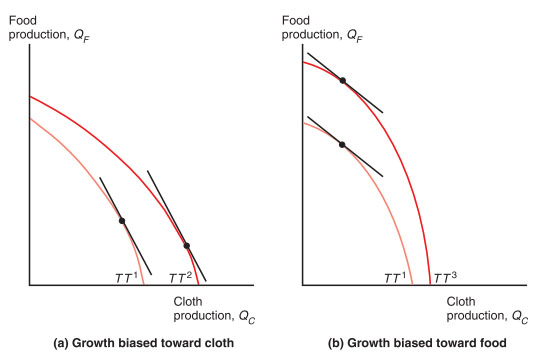 Food
production, Q_F
TT^1
TT^2
Cloth
production, Q_C
(a) Growth biased toward cloth
Food
production, Q_F
TT^1
TT^3
Cloth
production, Q_C
(b) Growth biased toward food